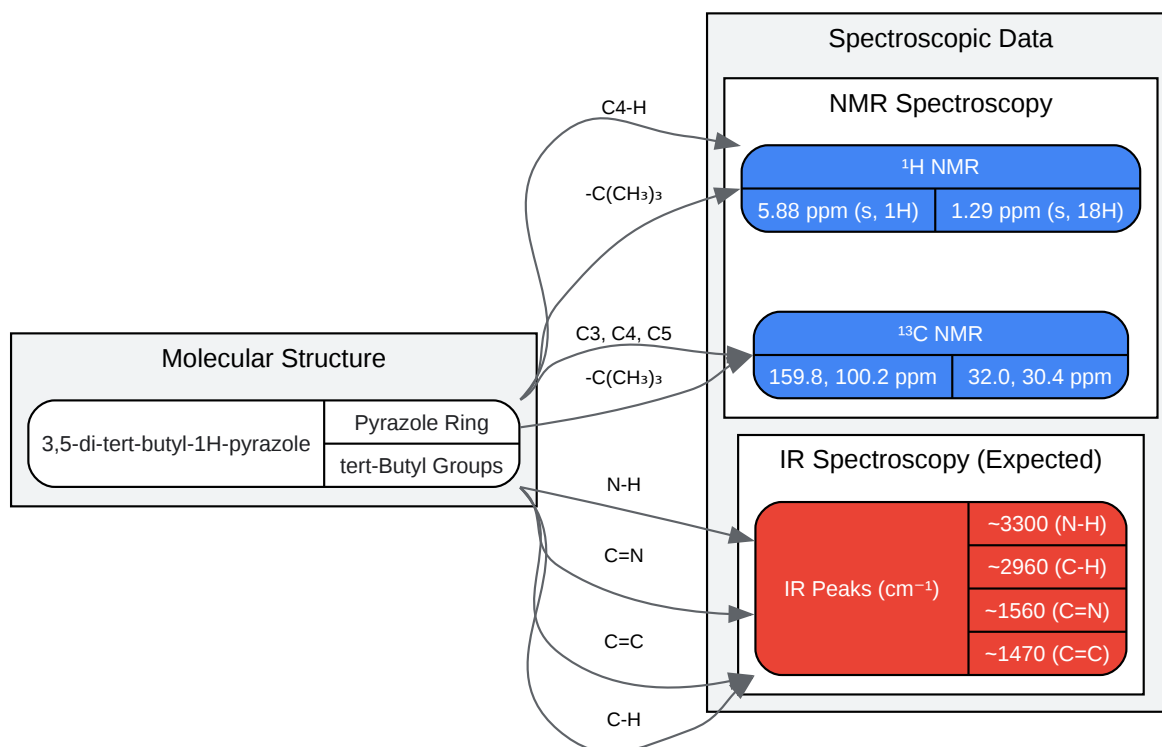 Spectroscopic Data
NMR Spectroscopy
C4-H
¹H NMR
-C(CH₃)₃
5.88 ppm (s, 1H)
1.29 ppm (s, 18H)
C3, C4, C5
¹³C NMR
Molecular Structure
-C(CH₃)₃
159.8, 100.2 ppm
32.0, 30.4 ppm
3,5-di-tert-butyl-1H-pyrazole
Pyrazole Ring
tert-Butyl Groups
IR Spectroscopy (Expected)
N-H
C=N
C=C
C-H
IR Peaks (cm⁻¹)
~3300 (N-H)
~2960 (C-H)
~1560 (C=N)
~1470 (C=C)